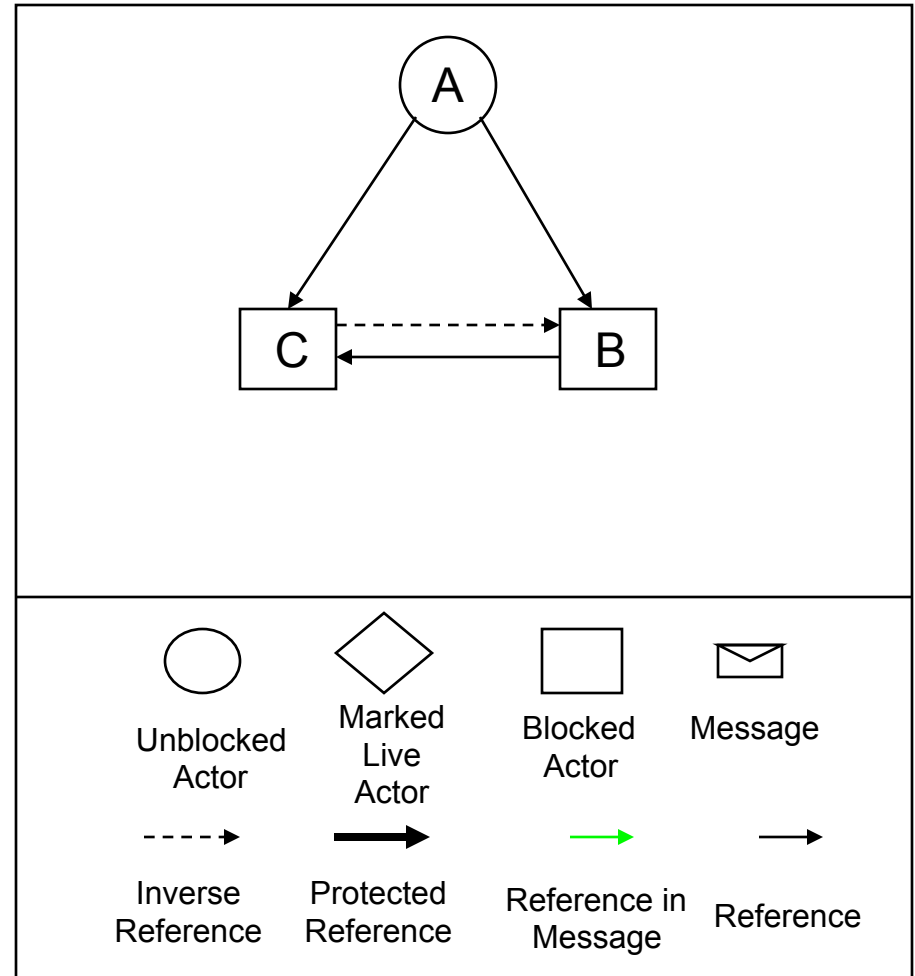 A
C
B
Unblocked
Actor
Marked
Live
Actor
Blocked
Actor
Message
Inverse
Reference
Protected
Reference
Reference in
Message
Reference